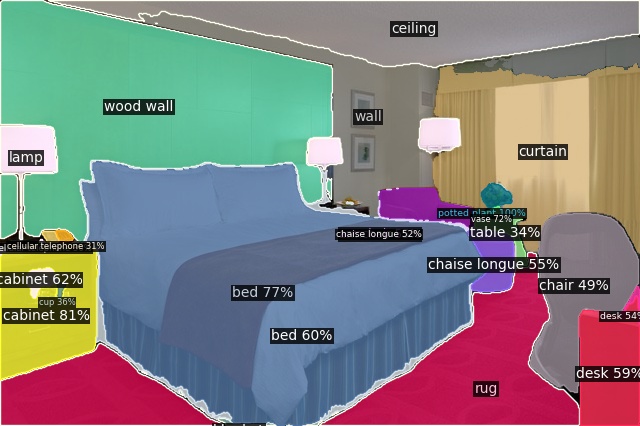 ceiling
wood wall
wall
lamp
curtain
potted plant 100%
vase 72%
table 34%
chaise longue 52%
cellular telephone 31%
chaise longue 55%
cabinet 62%
chair 49%
bed 77%
cup 36%
cabinet 81%
desk 54%
bed 60%
desk 59%
rug